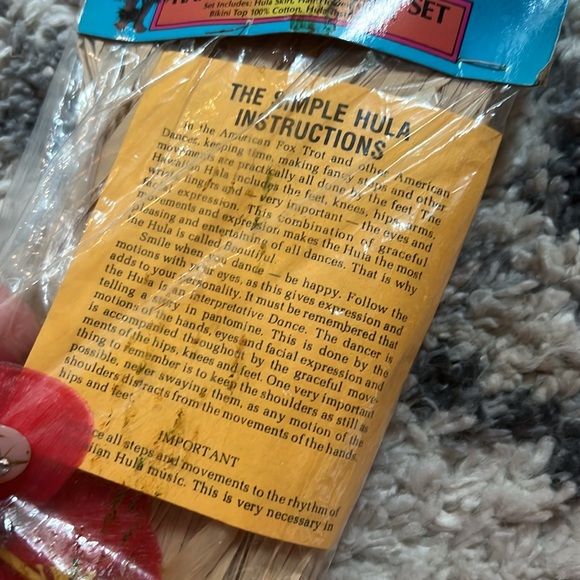 SET
Set Includes: Hula Skirt, Hair
Bikini Top 100% Cotton, Hula
THE SIMPLE HULA
INSTRUCTIONS
In the American Fox Trot and other American
Dances, keeping time, making fancy steps and other
movements are practically all done by the feet. The
Hawaiian Hula includes the feet, knees, hips, arms,
wrist, fingers and — very important — the eyes and
facial expression. This combination of graceful
movements and expression makes the Hula the most
pleasing and entertaining of all dances. That is why
the Hula is called Beautiful.
Smile when you dance — be happy. Follow the
motions with your eyes, as this gives expression and
adds to your personality. It must be remembered that
the Hula is an interpretative Dance. The dancer is
telling a story in pantomine. This is done by the
motions of the hands, eyes and facial expression and
is accompanied throughout by the graceful move-
ments of the hips, knees and feet. One very important
thing to remember is to keep the shoulders as still as
possible, never swaying them, as any motion of the
shoulders distracts from the movements of the hands,
hips and feet.
IMPORTANT
ce all steps and movements to the rhythm of
aiian Hula music. This is very necessary in